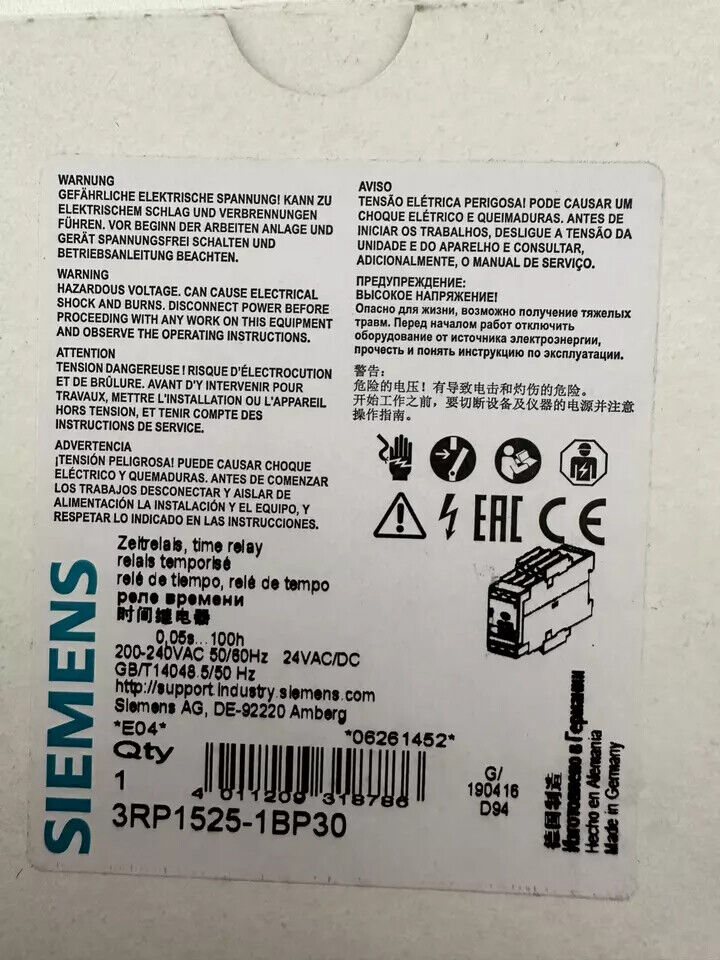 WARNUNG
GEFÄHRLICHE ELEKTRISCHE SPANNUNG! KANN ZU
ELEKTRISCHEM SCHLAG UND VERBRENNUNGEN
FÜHREN. VOR BEGINN DER ARBEITEN ANLAGE UND
GERÄT SPANNUNGSFREI SCHALTEN UND
BETRIEBSANLEITUNG BEACHTEN.
WARNING
HAZARDOUS VOLTAGE. CAN CAUSE ELECTRICAL
SHOCK AND BURNS. DISCONNECT POWER BEFORE
PROCEEDING WITH ANY WORK ON THIS EQUIPMENT
AND OBSERVE THE OPERATING INSTRUCTIONS.
ATTENTION
TENSION DANGEREUSE ! RISQUE D'ÉLECTROCUTION
ET DE BRÛLURE. AVANT D'Y INTERVENIR POUR
TRAVAUX, METTRE L'INSTALLATION OU L'APPAREIL
HORS TENSION, ET TENIR COMPTE DES
INSTRUCTIONS DE SERVICE.
ADVERTENCIA
¡TENSIÓN PELIGROSA! PUEDE CAUSAR CHOQUE
ELÉCTRICO Y QUEMADURAS. ANTES DE COMENZAR
LOS TRABAJOS DESCONECTAR Y AISLAR DE
ALIMENTACIÓN LA INSTALACIÓN Y EL EQUIPO, Y
RESPETAR LO INDICADO EN LAS INSTRUCCIONES.
AVISO
TENSÃO ELÉTRICA PERIGOSA! PODE CAUSAR UM
CHOQUE ELÉTRICO E QUEIMADURAS. ANTES DE
INICIAR OS TRABALHOS, DESLIGUE A TENSÃO DA
UNIDADE E DO APARELHO E CONSULTAR,
ADICIONALMENTE, O MANUAL DE SERVIÇO.
ПРЕДУПРЕЖДЕНИЕ:
ВЫСОКОЕ НАПРЯЖЕНИЕ!
Опасно для жизни, возможно получение тяжелых
травм. Перед началом работ отключить
оборудование от источника электроэнергии,
прочесть и понять инструкцию по эксплуатации.
警告:
危险的电压! 有导致电击和灼伤的危险。
开始工作之前, 要切断设备及仪器的电源并注意
操作指南。
EAC CE
SIEMENS
Zeitrelais, time relay
relais temporisé
relé de tiempo, relé de tempo
реле времени
时间继电器
0,05s...100h
200-240VAC 50/60Hz 24VAC/DC
GB/T14048.5/50 Hz
http://support.industry.siemens.com
Siemens AG, DE-92220 Amberg
*E04* *06261452*
Qty
1
4 011209 318786
3RP1525-1BP30
G/
190416
D94
德国制造
Изготовлено в Германии
Hecho en Alemania
Made in Germany